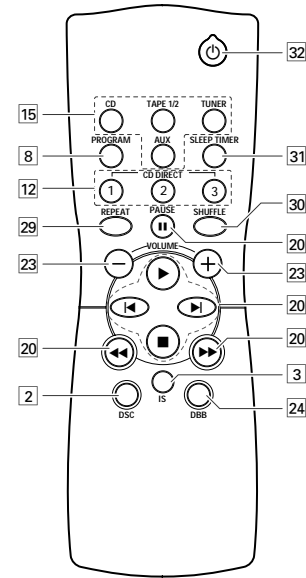 32
CD TAPE 1/2 TUNER
15
PROGRAM AUX SLEEP TIMER
8 31
CD DIRECT
12 1 2 3
REPEAT PAUSE SHUFFLE 30
29 20
VOLUME
23 23
20
20 20
3
2 IS 24
DSC DBB